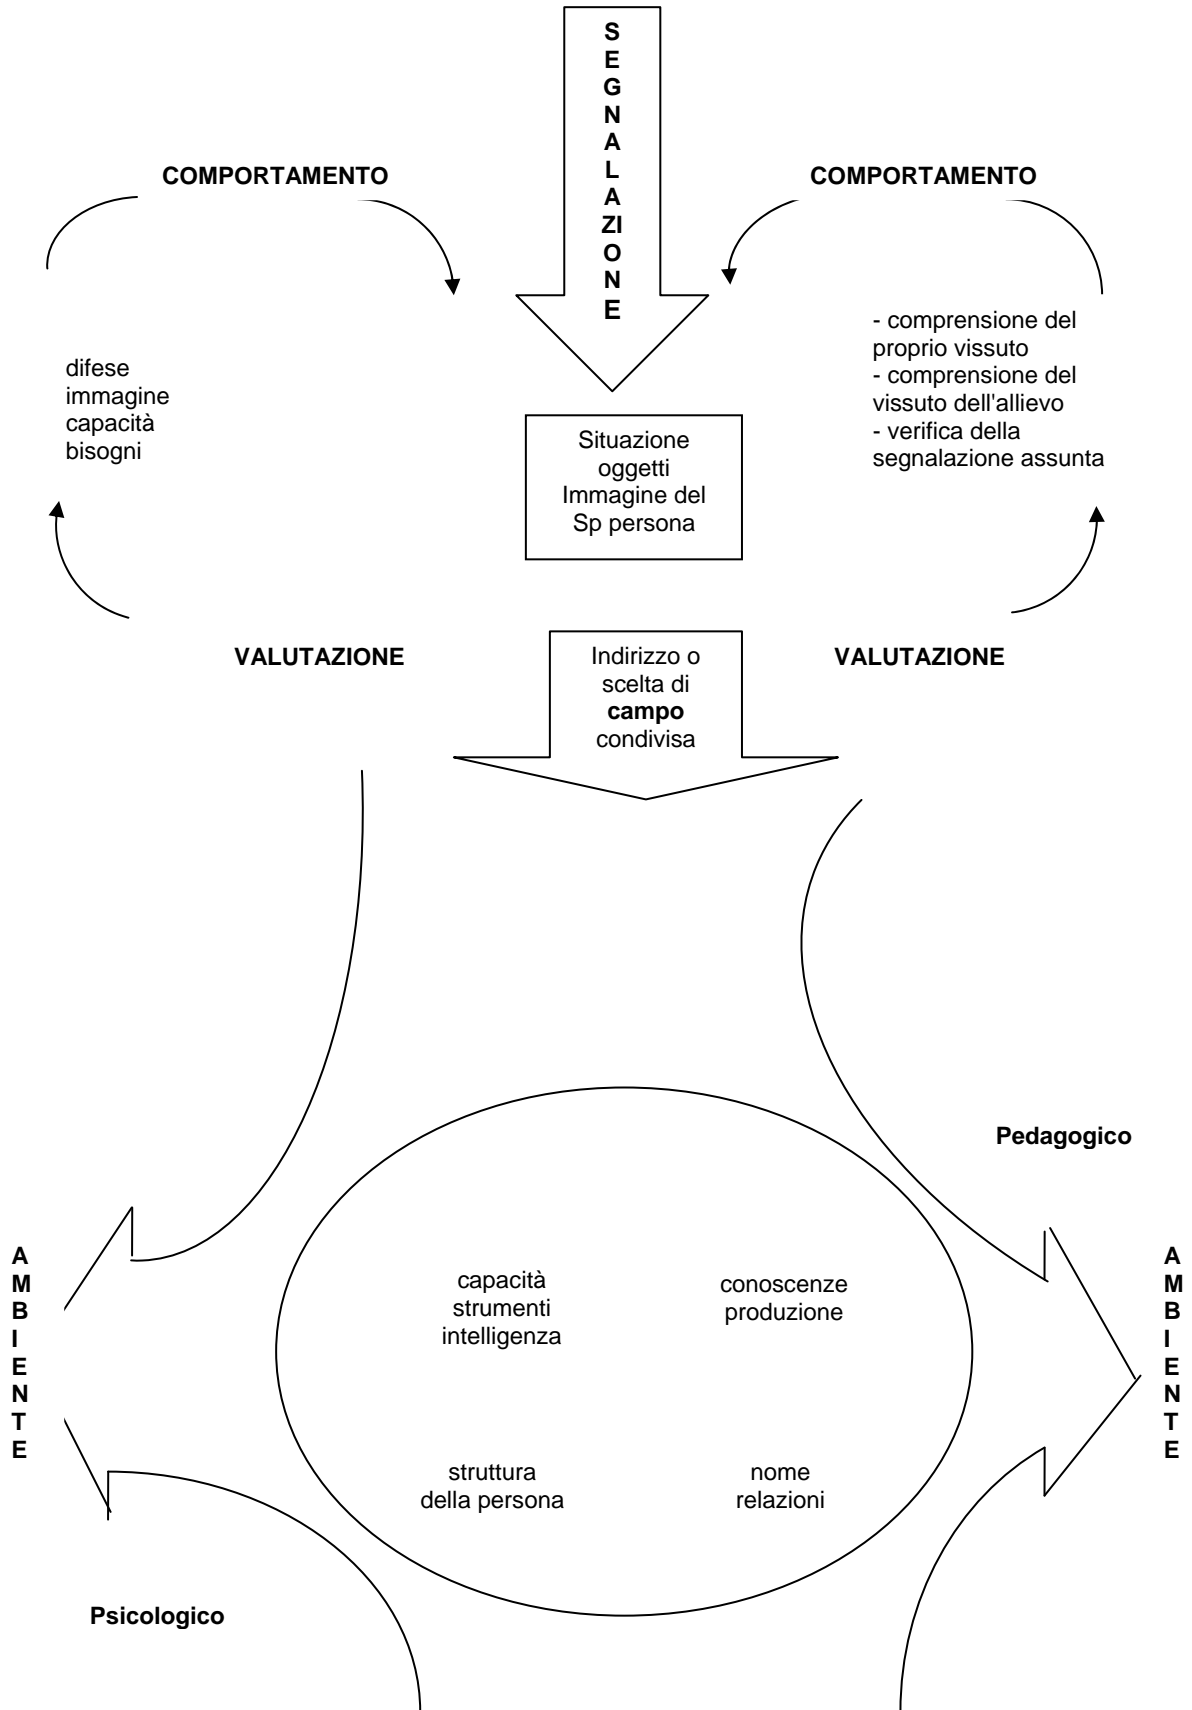 S
E
G
N
A
L
A
ZI
O
N
E
COMPORTAMENTO
COMPORTAMENTO
difese
immagine
capacità
bisogni
Situazione
oggetti
Immagine del
Sp persona
- comprensione del
proprio vissuto
- comprensione del
vissuto dell'allievo
- verifica della
segnalazione assunta
VALUTAZIONE
Indirizzo o
scelta di
campo
condivisa
VALUTAZIONE
Pedagogico
A
M
B
I
E
N
T
E
capacità
strumenti
intelligenza
conoscenze
produzione
struttura
della persona
nome
relazioni
A
M
B
I
E
N
T
E
Psicologico